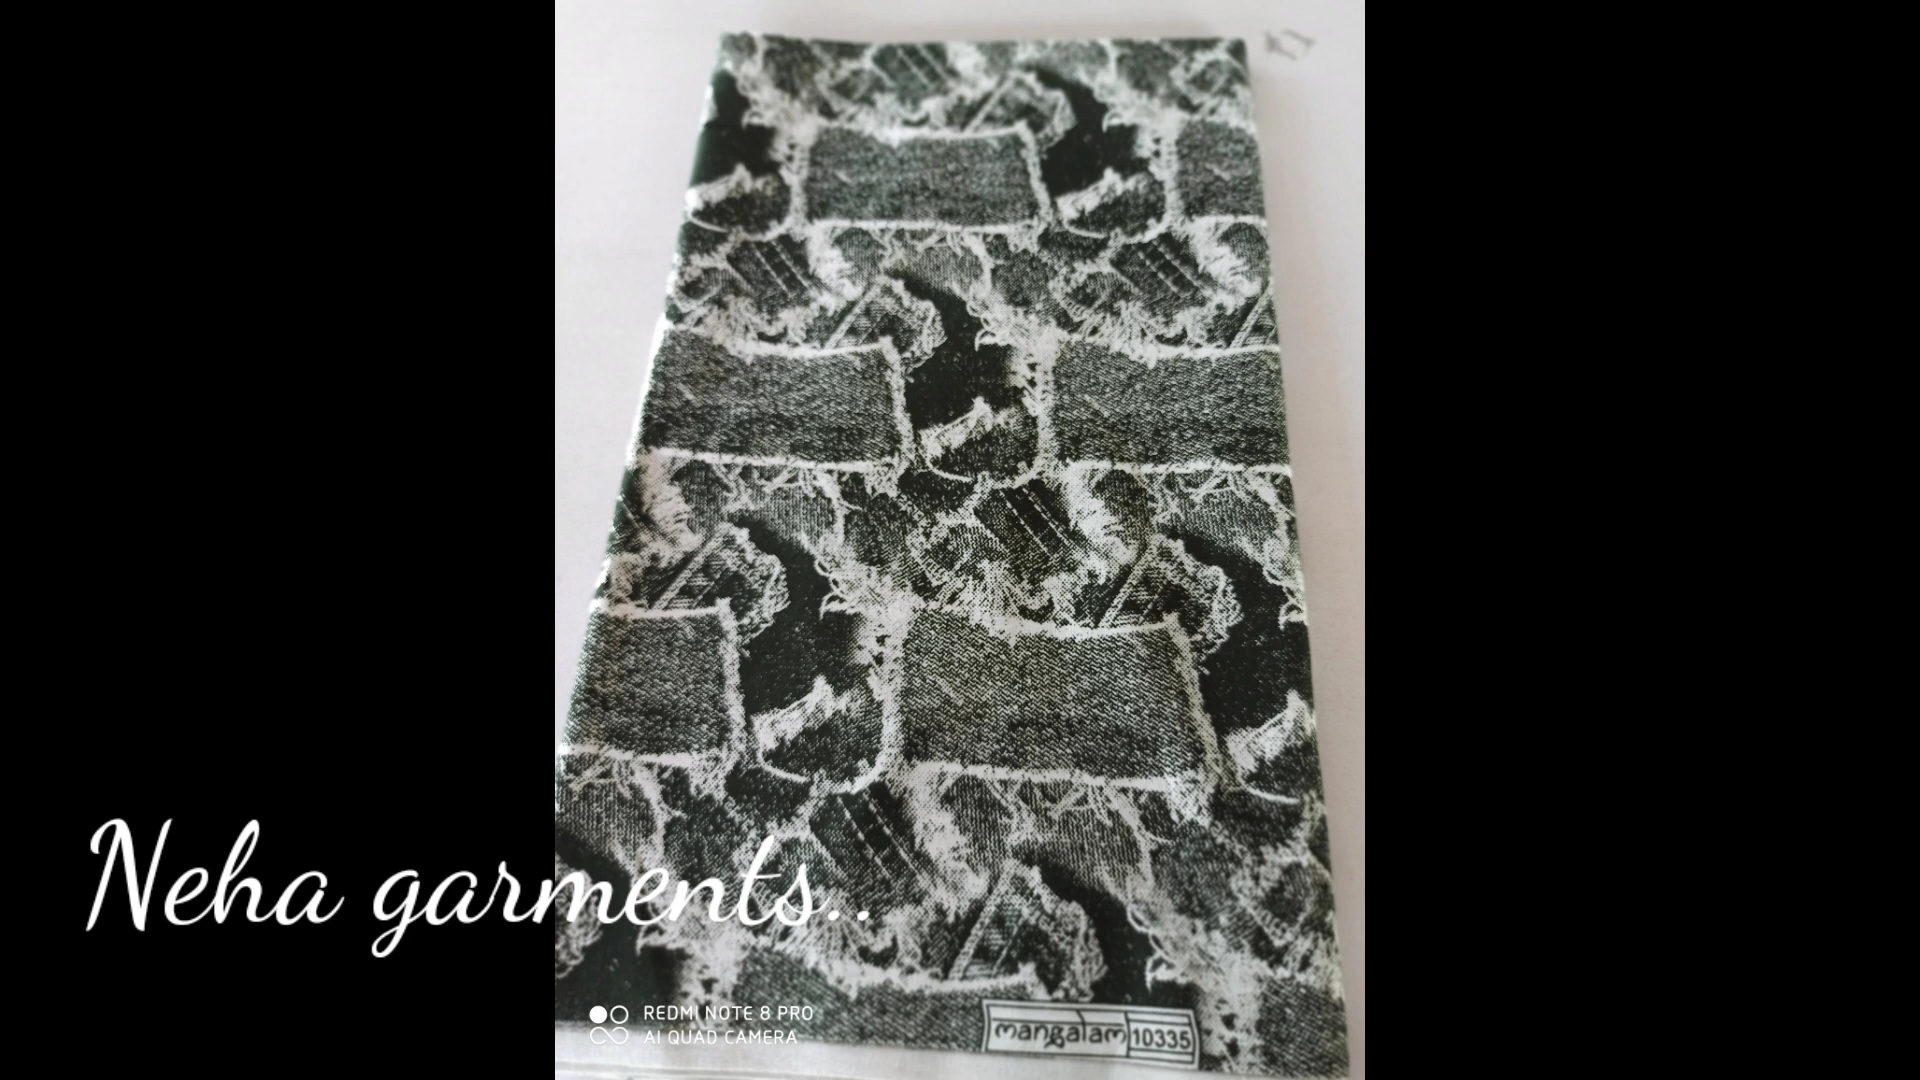 Neha garments..
REDMI NOTE 8 PRO
AI QUAD CAMERA
mangalam 10335